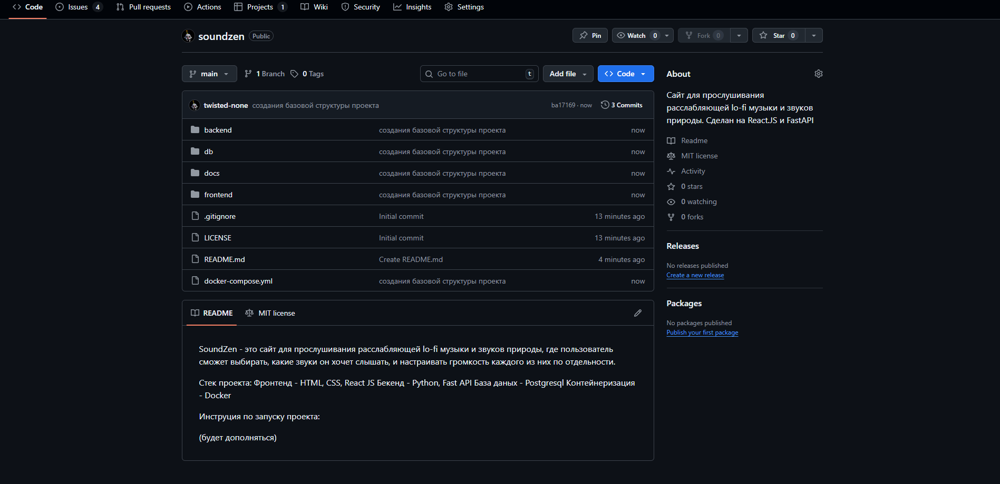 Code Issues 4 Pull requests Actions Projects 1 Wiki Security Insights Settings
soundzen Public Pin Watch 0 Fork 0 Star 0
main 1 Branch 0 Tags Go to file t Add file Code
twisted-none создания базовой структуры проекта ba17169 · now 3 Commits
backend создания базовой структуры проекта now
db создания базовой структуры проекта now
docs создания базовой структуры проекта now
frontend создания базовой структуры проекта now
.gitignore Initial commit 13 minutes ago
LICENSE Initial commit 13 minutes ago
README.md Create README.md 4 minutes ago
docker-compose.yml создания базовой структуры проекта now
README MIT license
SoundZen - это сайт для прослушивания расслабляющей lo-fi музыки и звуков природы, где пользователь
сможет выбирать, какие звуки он хочет слышать, и настраивать громкость каждого из них по отдельности.
Стек проекта: Фронтенд - HTML, CSS, React JS Бекенд - Python, Fast API База даных - Postgresql Контейнеризация
- Docker
Инструция по запуску проекта:
(будет дополняться)
About
Сайт для прослушивания
расслабляющей lo-fi музыки и звуков
природы. Сделан на React.JS и FastAPI
Readme
MIT license
Activity
0 stars
0 watching
0 forks
Releases
No releases published
Create a new release
Packages
No packages published
Publish your first package